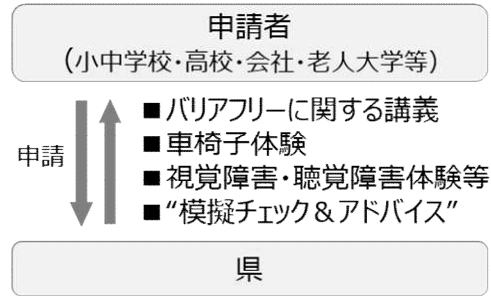 申請者
（小中学校・高校・会社・老人大学等）
■バリアフリーに関する講義
■車椅子体験
申請
■視覚障害・聴覚障害体験等
■“模擬チェック＆アドバイス”
県